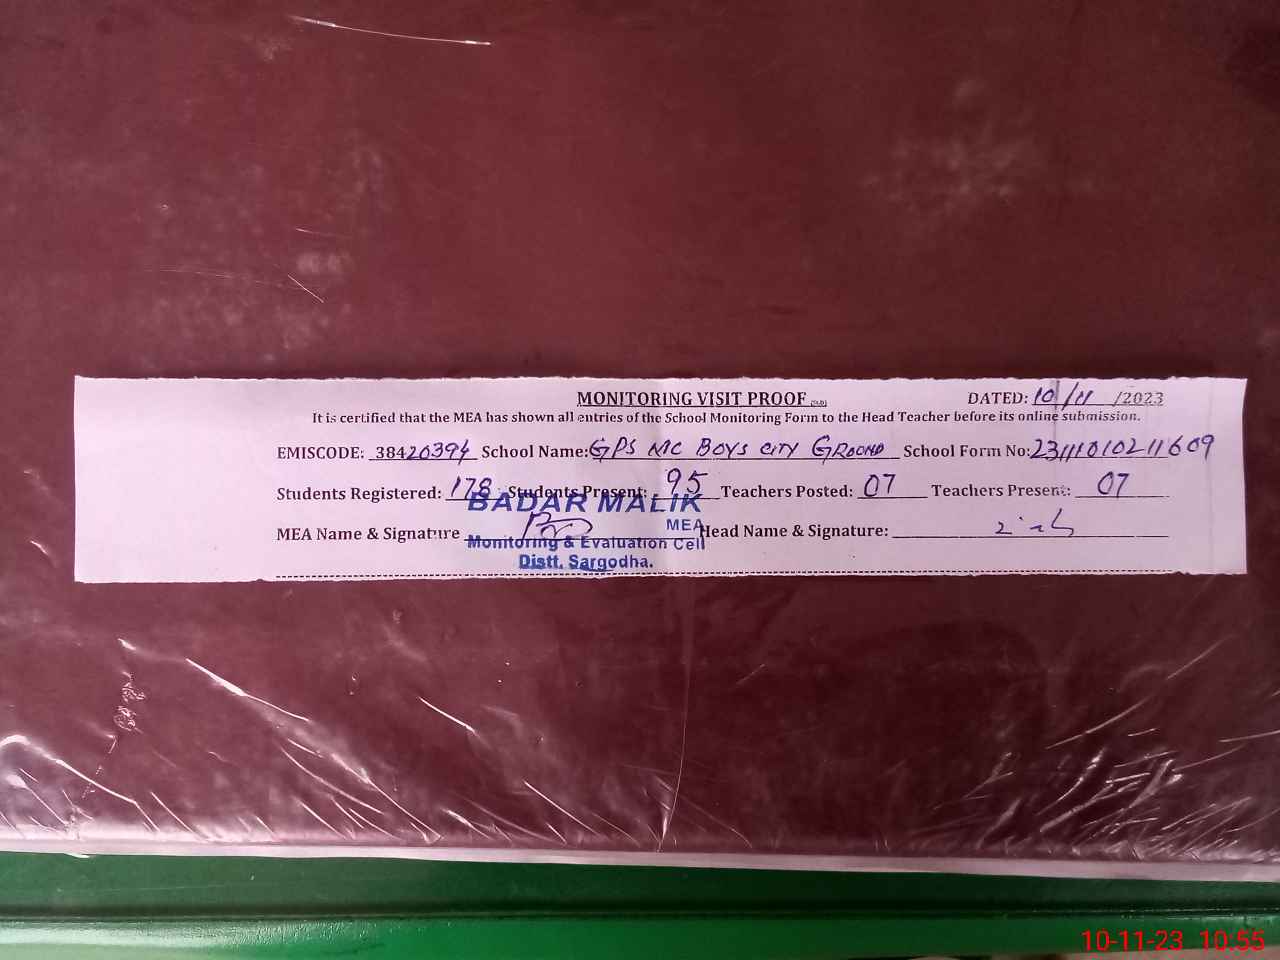 MONITORING VISIT PROOF
DATED: 10/11/2023
It is certified that the MEA has shown all entries of the School Monitoring Form to the Head Teacher before its online submission.
EMISCODE: 38420394 School Name: GPS MC BOYS CITY GROUND School Form No: 23111010211609
Students Registered: 178 Students Present: 95 Teachers Posted: 07 Teachers Present: 07
BADAR MALIK
MEA
MEA Name & Signature Head Name & Signature:
Monitoring & Evaluation Cell
Distt. Sargodha.
10-11-23 10:55